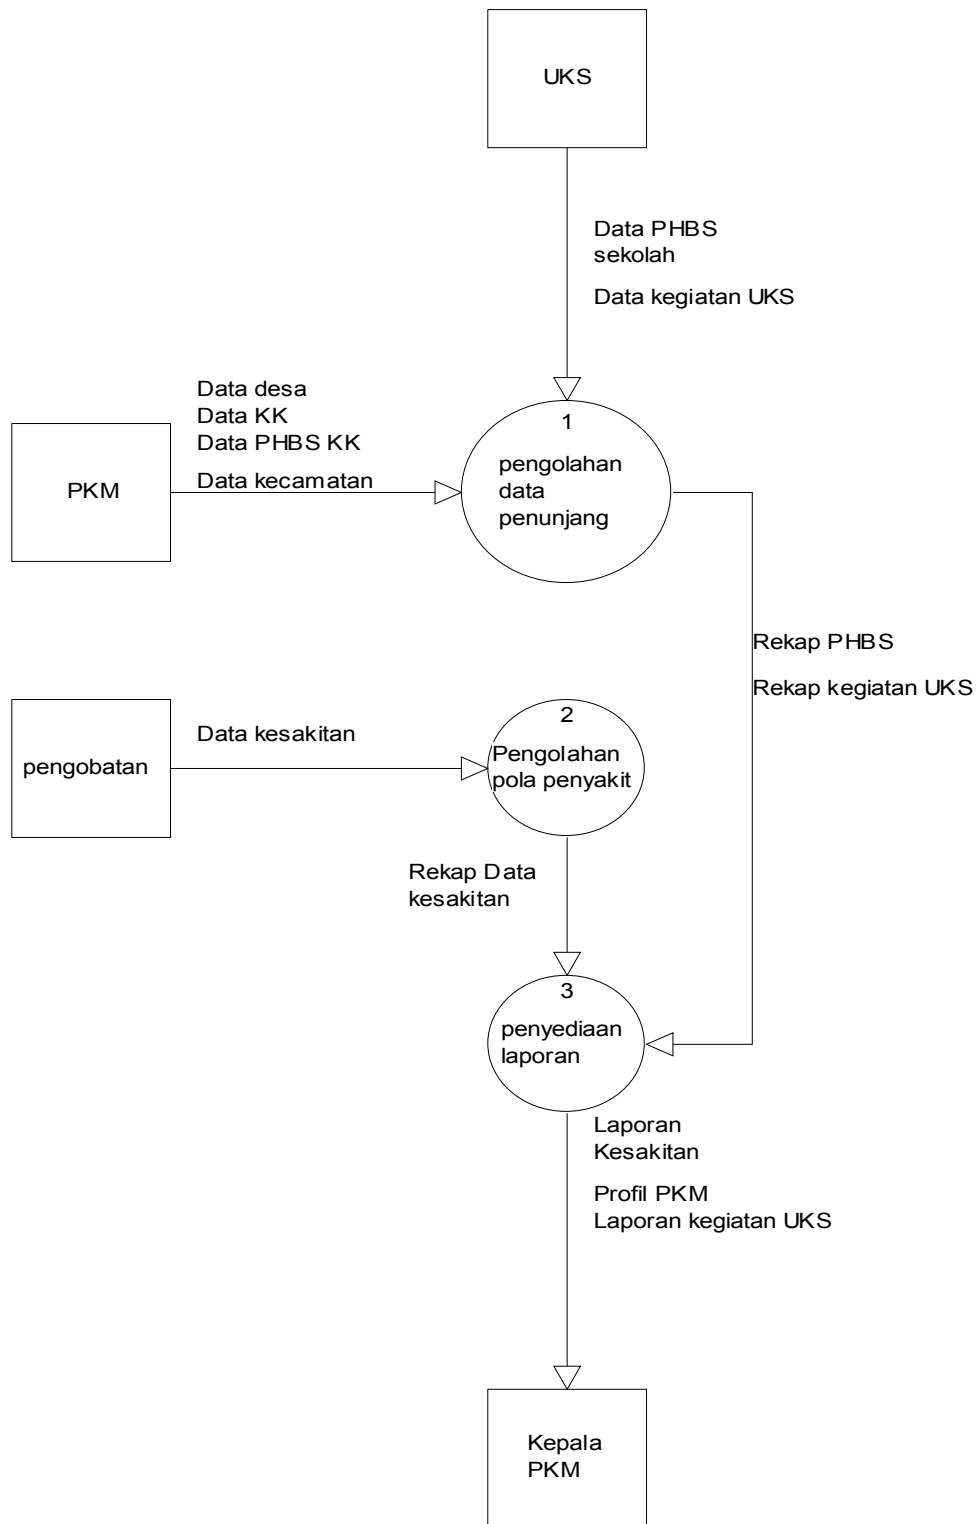 UKS
Data PHBS
sekolah
Data kegiatan UKS
Data desa
Data KK
Data PHBS KK
Data kecamatan
PKM
1
pengolahan
data
penunjang
Rekap PHBS
Rekap kegiatan UKS
pengobatan
Data kesakitan
2
Pengolahan
pola penyakit
Rekap Data
kesakitan
3
penyediaan
laporan
Laporan
Kesakitan
Profil PKM
Laporan kegiatan UKS
Kepala
PKM